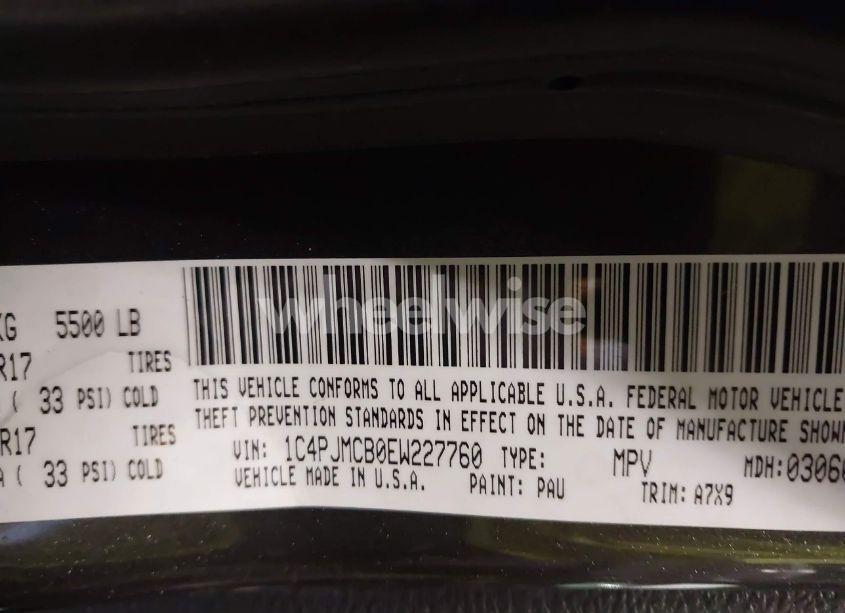 KG 5500 LB
R17 TIRES
( 33 PSI) COLD
R17 TIRES
( 33 PSI) COLD
wheelwise
THIS VEHICLE CONFORMS TO ALL APPLICABLE U.S.A. FEDERAL MOTOR VEHICLE
THEFT PREVENTION STANDARDS IN EFFECT ON THE DATE OF MANUFACTURE SHOWN
VIN: 1C4PJMCB0EW227760 TYPE: MPV MDH: 03060
VEHICLE MADE IN U.S.A. PAINT: PAU TRIM: A7X9